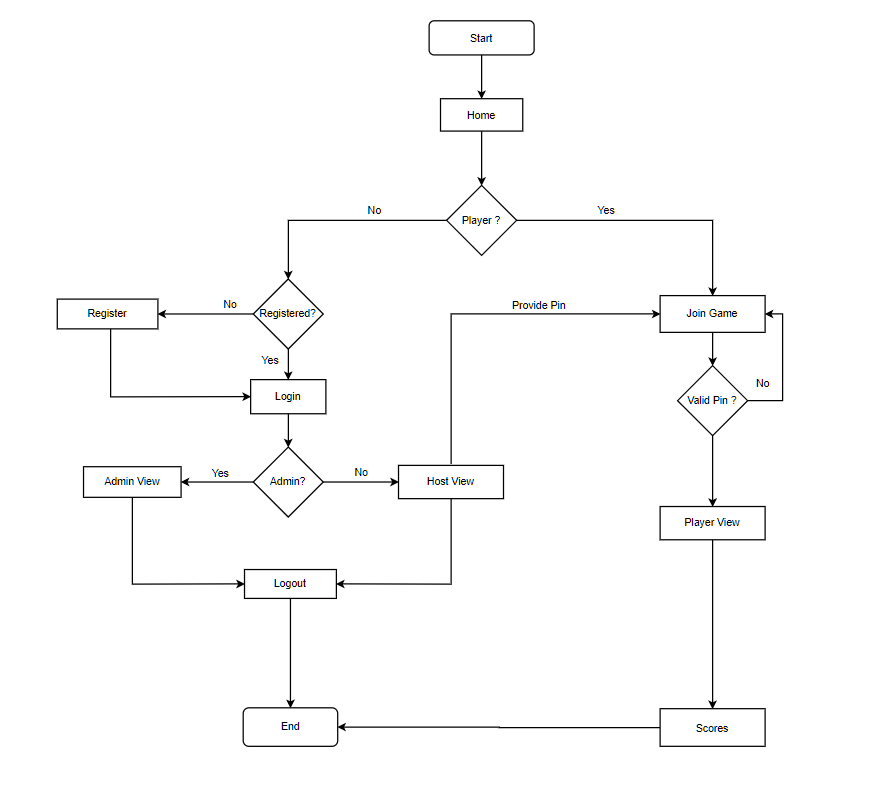 Start
Home
Player ?
No
Yes
Registered?
No
Register
Yes
Provide Pin
Join Game
Login
Valid Pin ?
No
Admin?
Yes
Admin View
No
Host View
Player View
Logout
End
Scores